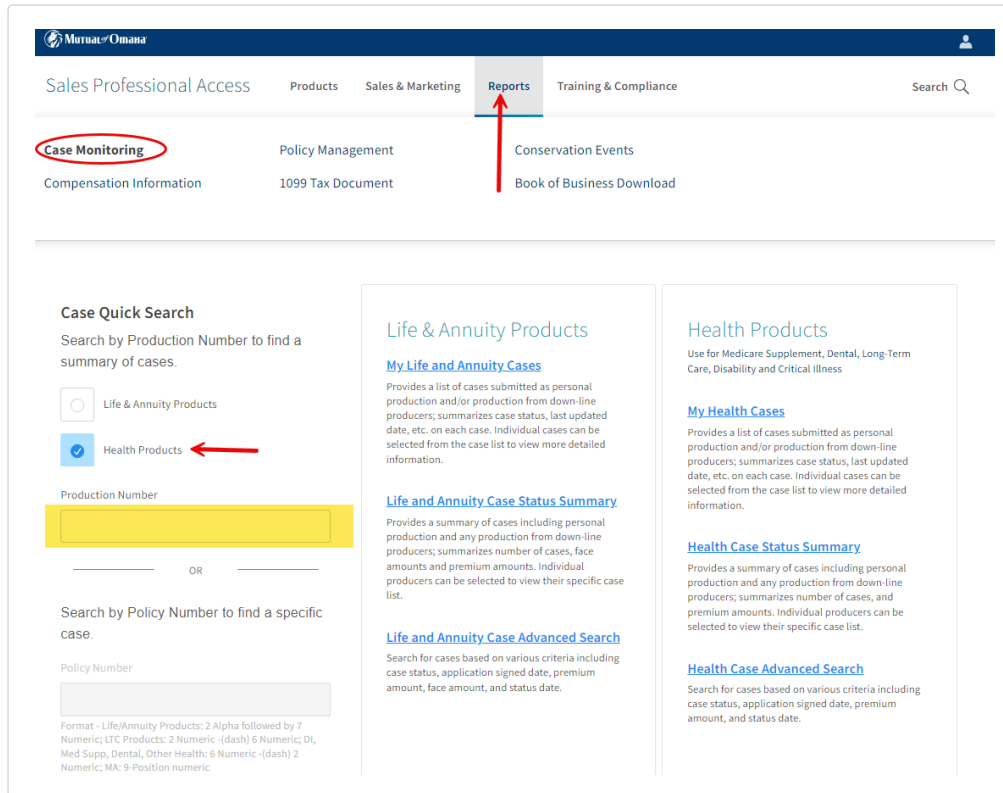 Mutual of Omaha
Sales Professional Access
Products
Sales & Marketing
Reports
Training & Compliance
Search
Case Monitoring
Policy Management
Conservation Events
Compensation Information
1099 Tax Document
Book of Business Download
Case Quick Search
Search by Production Number to find a
summary of cases.
Life & Annuity Products
Health Products
Production Number
OR
Search by Policy Number to find a specific
case.
Policy Number
Format - Life/Annuity Products: 2 Alpha followed by 7
Numeric; LTC Products: 2 Numeric -(dash) 6 Numeric; DI,
Med Supp, Dental, Other Health: 6 Numeric -(dash) 2
Numeric; MA: 9-Position numeric
Life & Annuity Products
My Life and Annuity Cases
Provides a list of cases submitted as personal
production and/or production from down-line
producers; summarizes case status, last updated
date, etc. on each case. Individual cases can be
selected from the case list to view more detailed
information.
Life and Annuity Case Status Summary
Provides a summary of cases including personal
production and any production from down-line
producers; summarizes number of cases, face
amounts and premium amounts. Individual
producers can be selected to view their specific case
list.
Life and Annuity Case Advanced Search
Search for cases based on various criteria including
case status, application signed date, premium
amount, face amount, and status date.
Health Products
Use for Medicare Supplement, Dental, Long-Term
Care, Disability and Critical Illness
My Health Cases
Provides a list of cases submitted as personal
production and/or production from down-line
producers; summarizes case status, last updated
date, etc. on each case. Individual cases can be
selected from the case list to view more detailed
information.
Health Case Status Summary
Provides a summary of cases including personal
production and any production from down-line
producers; summarizes number of cases, and
premium amounts. Individual producers can be
selected to view their specific case list.
Health Case Advanced Search
Search for cases based on various criteria including
case status, application signed date, premium
amount, and status date.